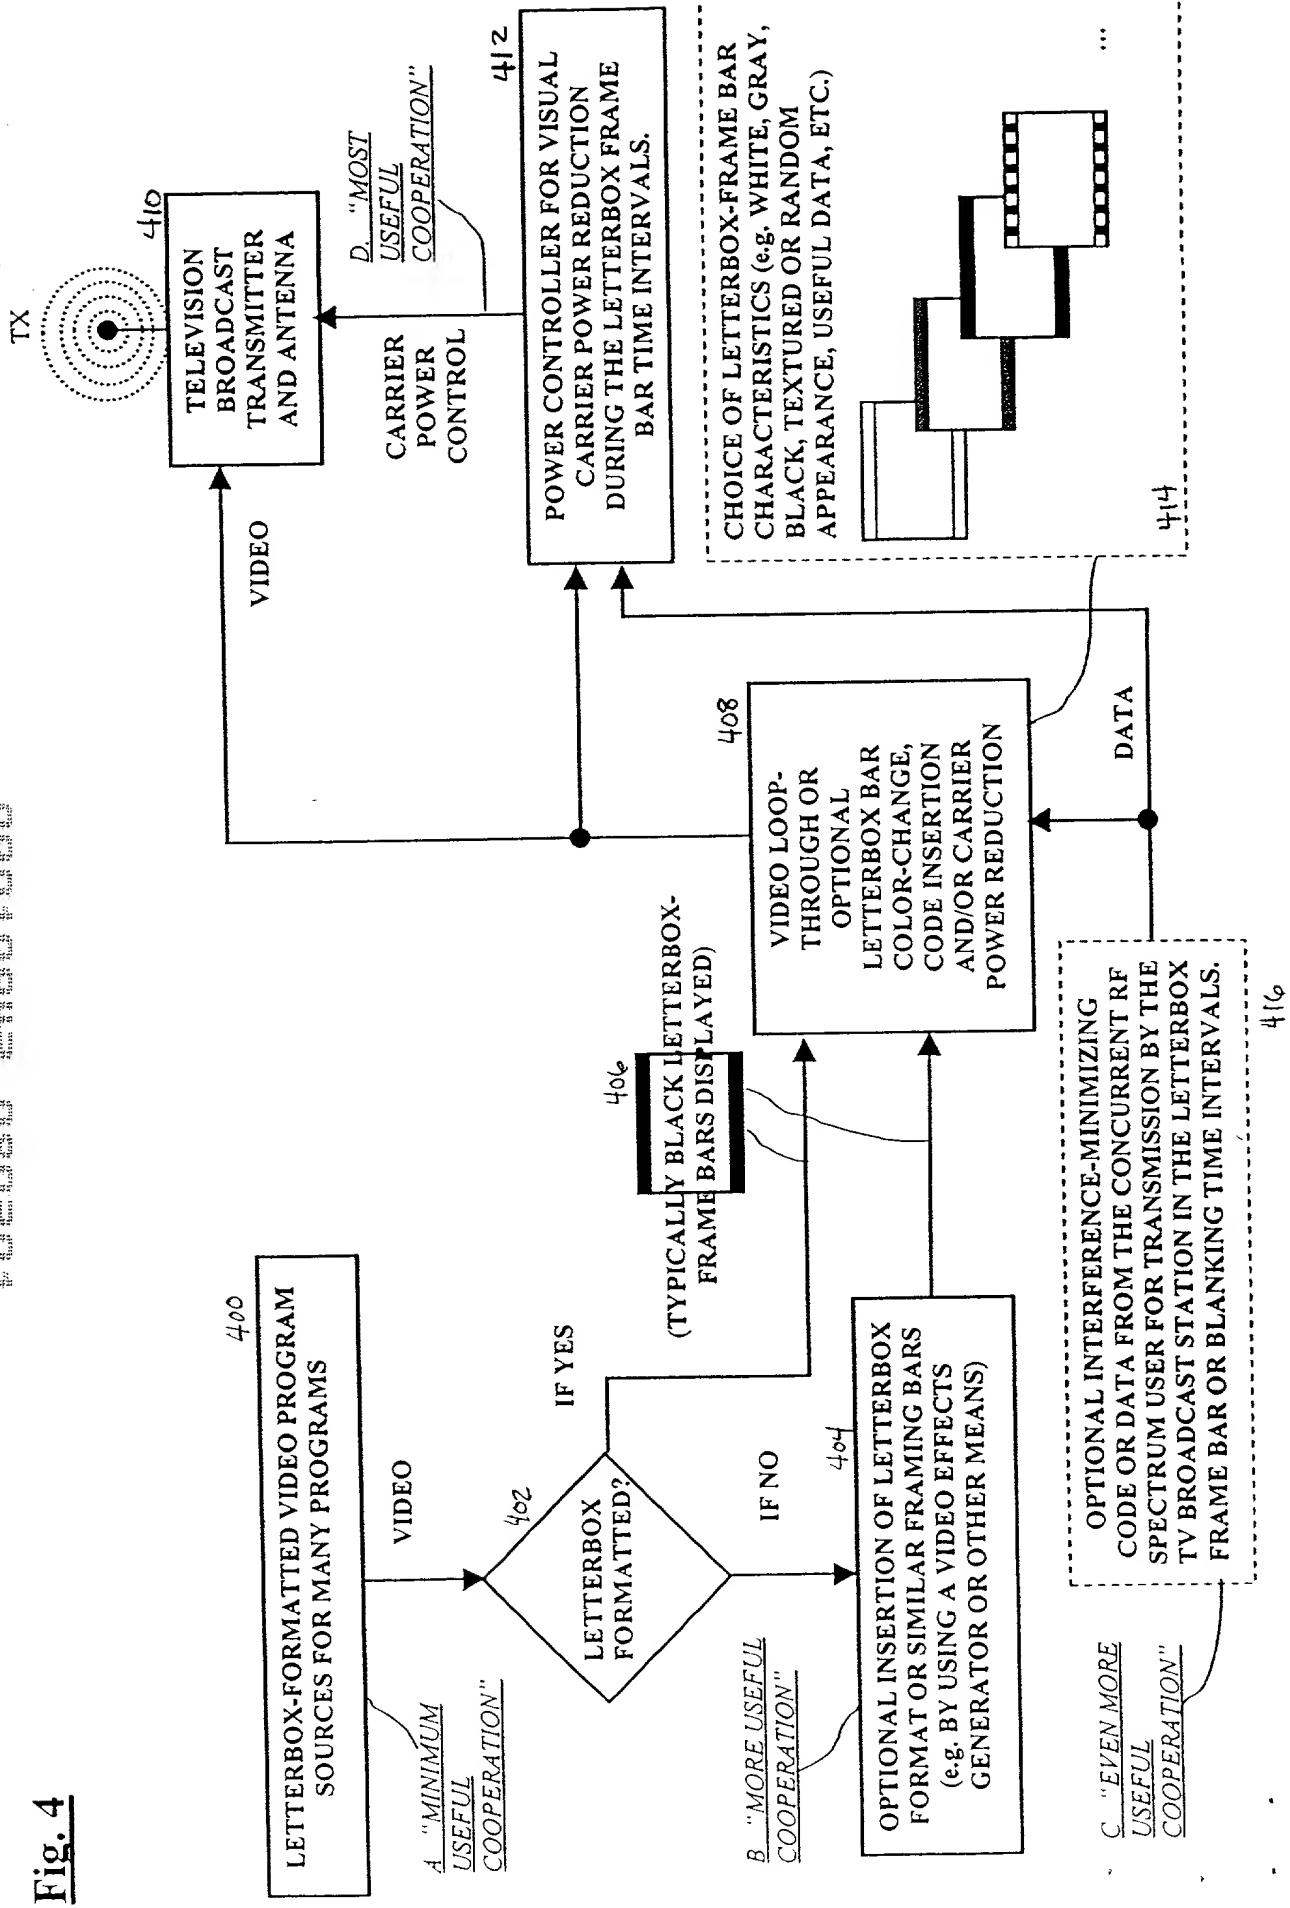 Fig. 4
400
LETTERBOX-FORMATTED VIDEO PROGRAM
SOURCES FOR MANY PROGRAMS
A "MINIMUM
USEFUL
COOPERATION"
VIDEO
402
LETTERBOX
FORMATTED?
IF YES
IF NO
B "MORE USEFUL
COOPERATION"
404
OPTIONAL INSERTION OF LETTERBOX
FORMAT OR SIMILAR FRAMING BARS
(e.g. BY USING A VIDEO EFFECTS
GENERATOR OR OTHER MEANS)
406
(TYPICALLY BLACK LETTERBOX-
FRAME BARS DISPLAYED)
408
VIDEO LOOP-
THROUGH OR
OPTIONAL
LETTERBOX BAR
COLOR-CHANGE,
CODE INSERTION
AND/OR CARRIER
POWER REDUCTION
C "EVEN MORE
USEFUL
COOPERATION"
OPTIONAL INTERFERENCE-MINIMIZING
CODE OR DATA FROM THE CONCURRENT RF
SPECTRUM USER FOR TRANSMISSION BY THE
TV BROADCAST STATION IN THE LETTERBOX
FRAME BAR OR BLANKING TIME INTERVALS.
416
DATA
VIDEO
TX
410
TELEVISION
BROADCAST
TRANSMITTER
AND ANTENNA
CARRIER
POWER
CONTROL
D. "MOST
USEFUL
COOPERATION"
412
POWER CONTROLLER FOR VISUAL
CARRIER POWER REDUCTION
DURING THE LETTERBOX FRAME
BAR TIME INTERVALS.
CHOICE OF LETTERBOX-FRAME BAR
CHARACTERISTICS (e.g. WHITE, GRAY,
BLACK, TEXTURED OR RANDOM
APPEARANCE, USEFUL DATA, ETC.)
...
414